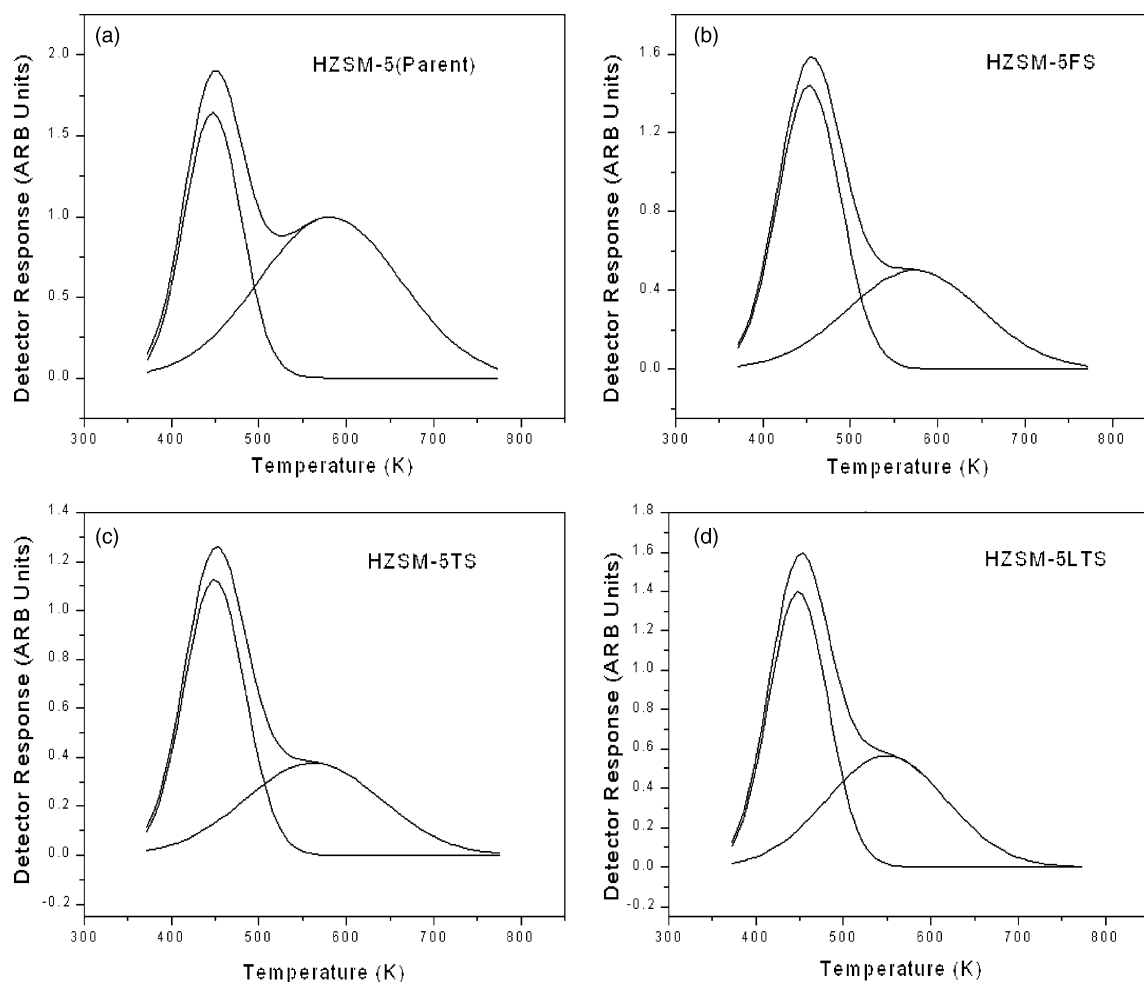 (a)
HZSM-5(Parent)
Detector Response (ARB Units)
2.0
1.5
1.0
0.5
0.0
300 400 500 600 700 800
Temperature (K)
(b)
HZSM-5FS
Detector Response (ARB Units)
1.6
1.2
0.8
0.4
0.0
300 400 500 600 700 800
Temperature (K)
(c)
HZSM-5TS
Detector Response (ARB Units)
1.4
1.2
1.0
0.8
0.6
0.4
0.2
0.0
-0.2
300 400 500 600 700 800
Temperature (K)
(d)
HZSM-5LTS
Detector Response (ARB Units)
1.8
1.6
1.4
1.2
1.0
0.8
0.6
0.4
0.2
0.0
-0.2
300 400 500 600 700 800
Temperature (K)